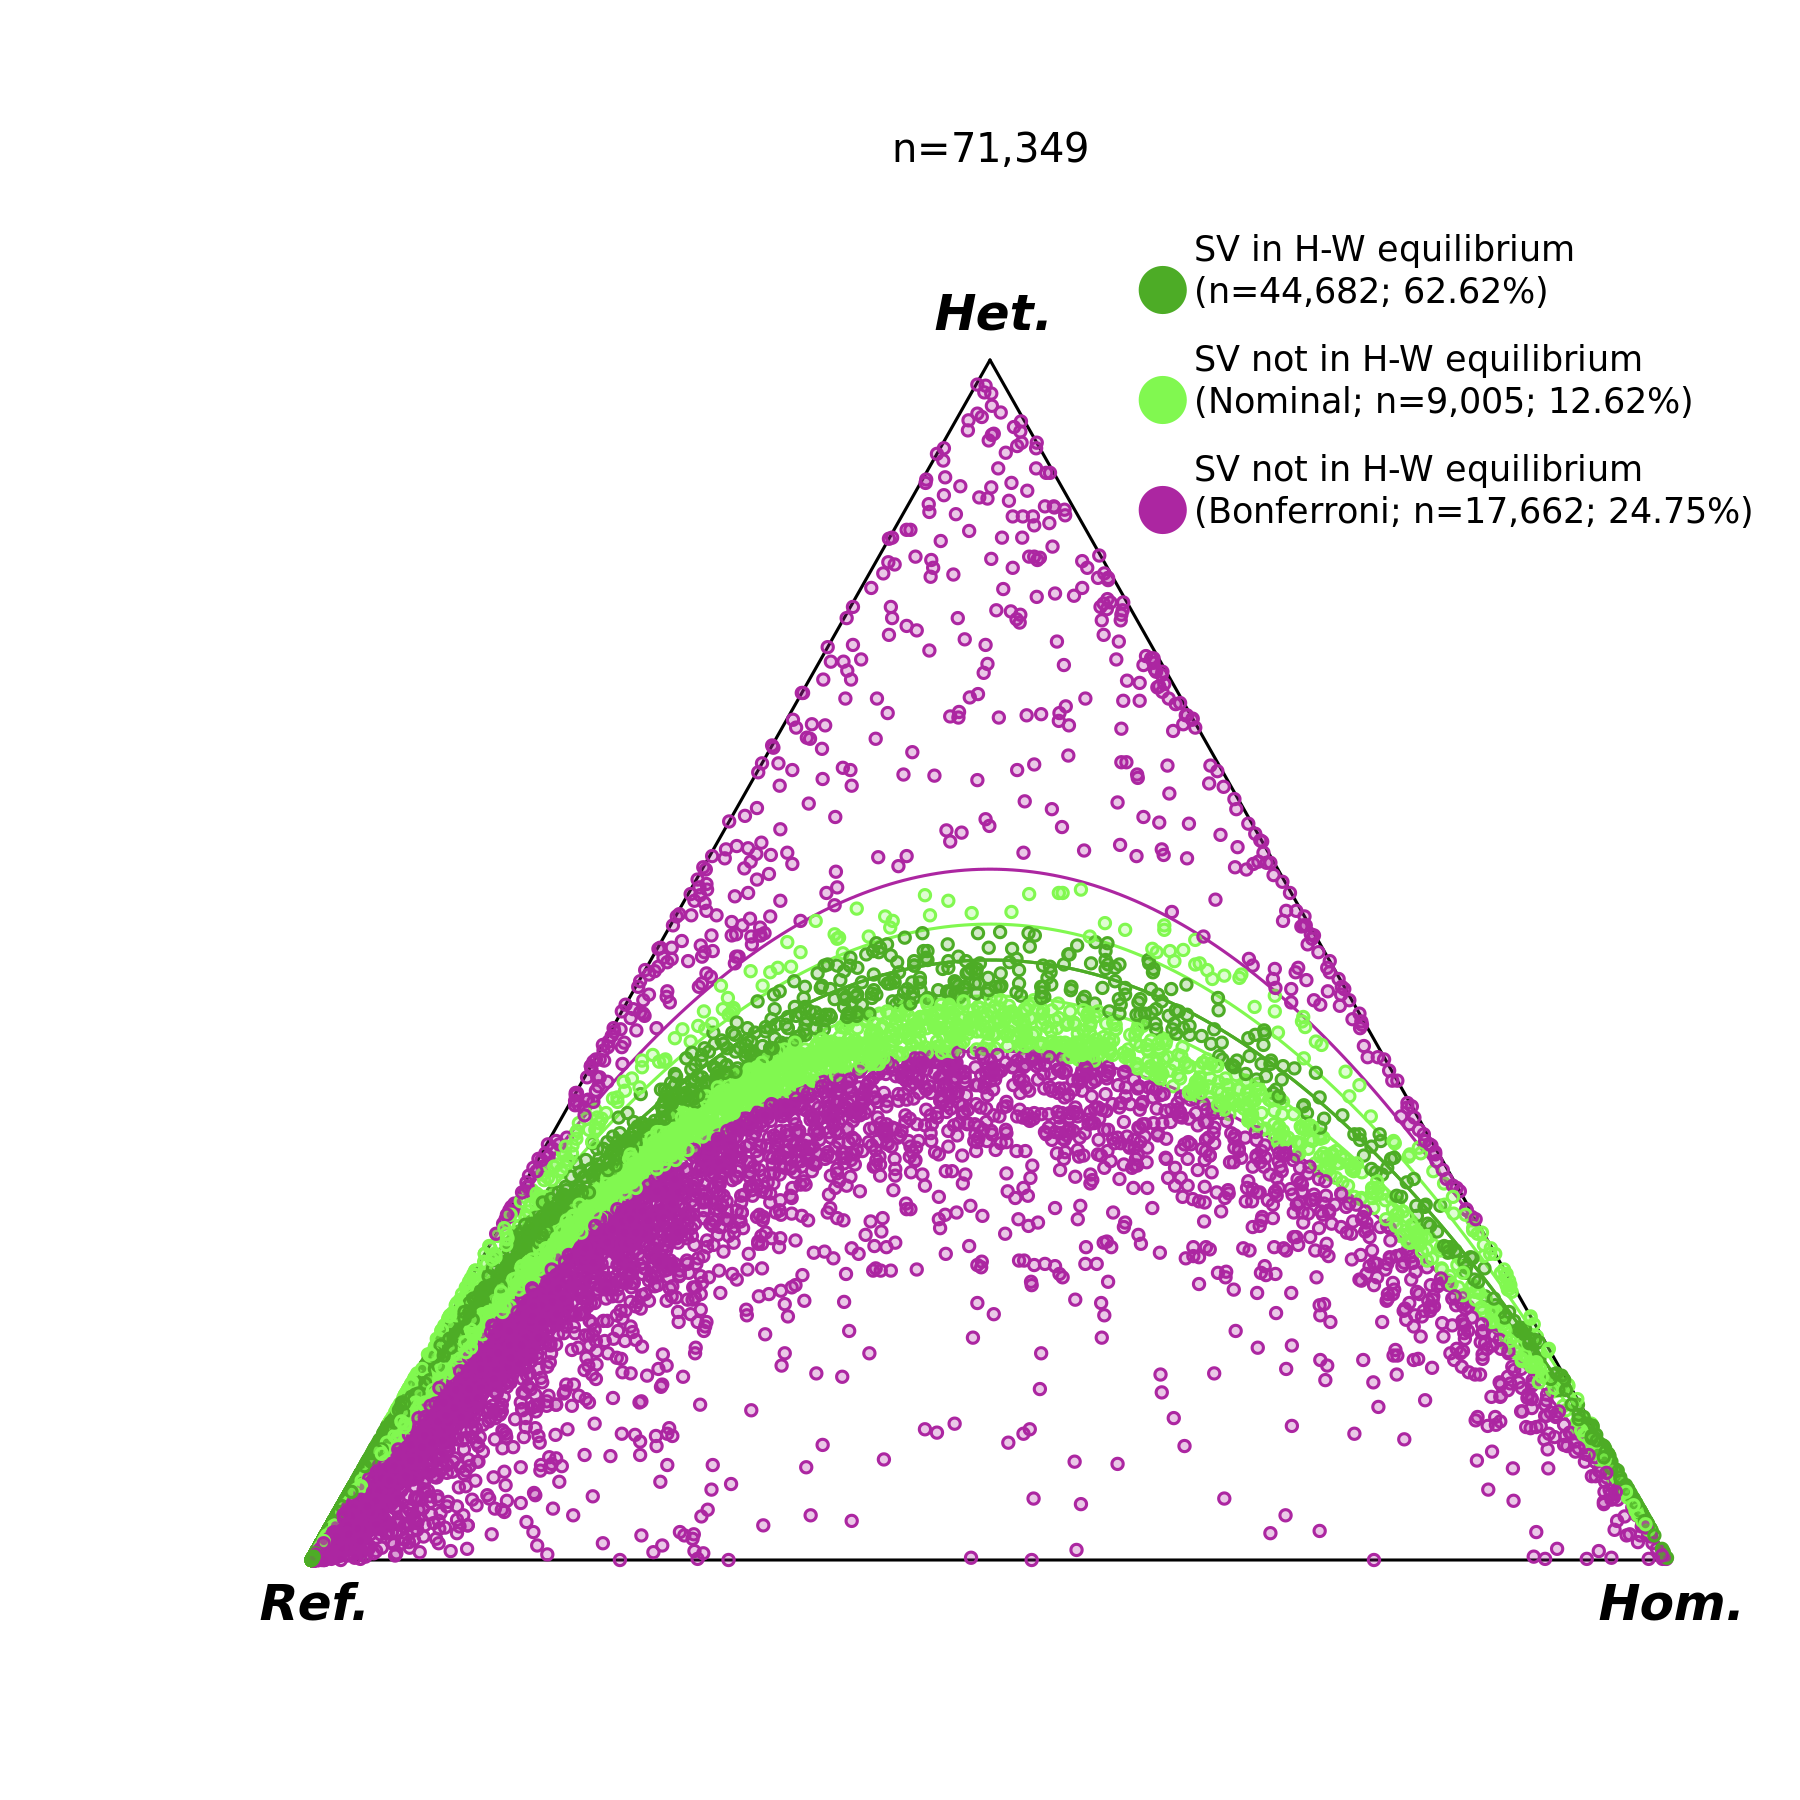 n=71,349
SV in H-W equilibrium
(n=44,682; 62.62%)
Het.
SV not in H-W equilibrium
(Nominal; n=9,005; 12.62%)
SV not in H-W equilibrium
(Bonferroni; n=17,662; 24.75%)
Ref.
Hom.